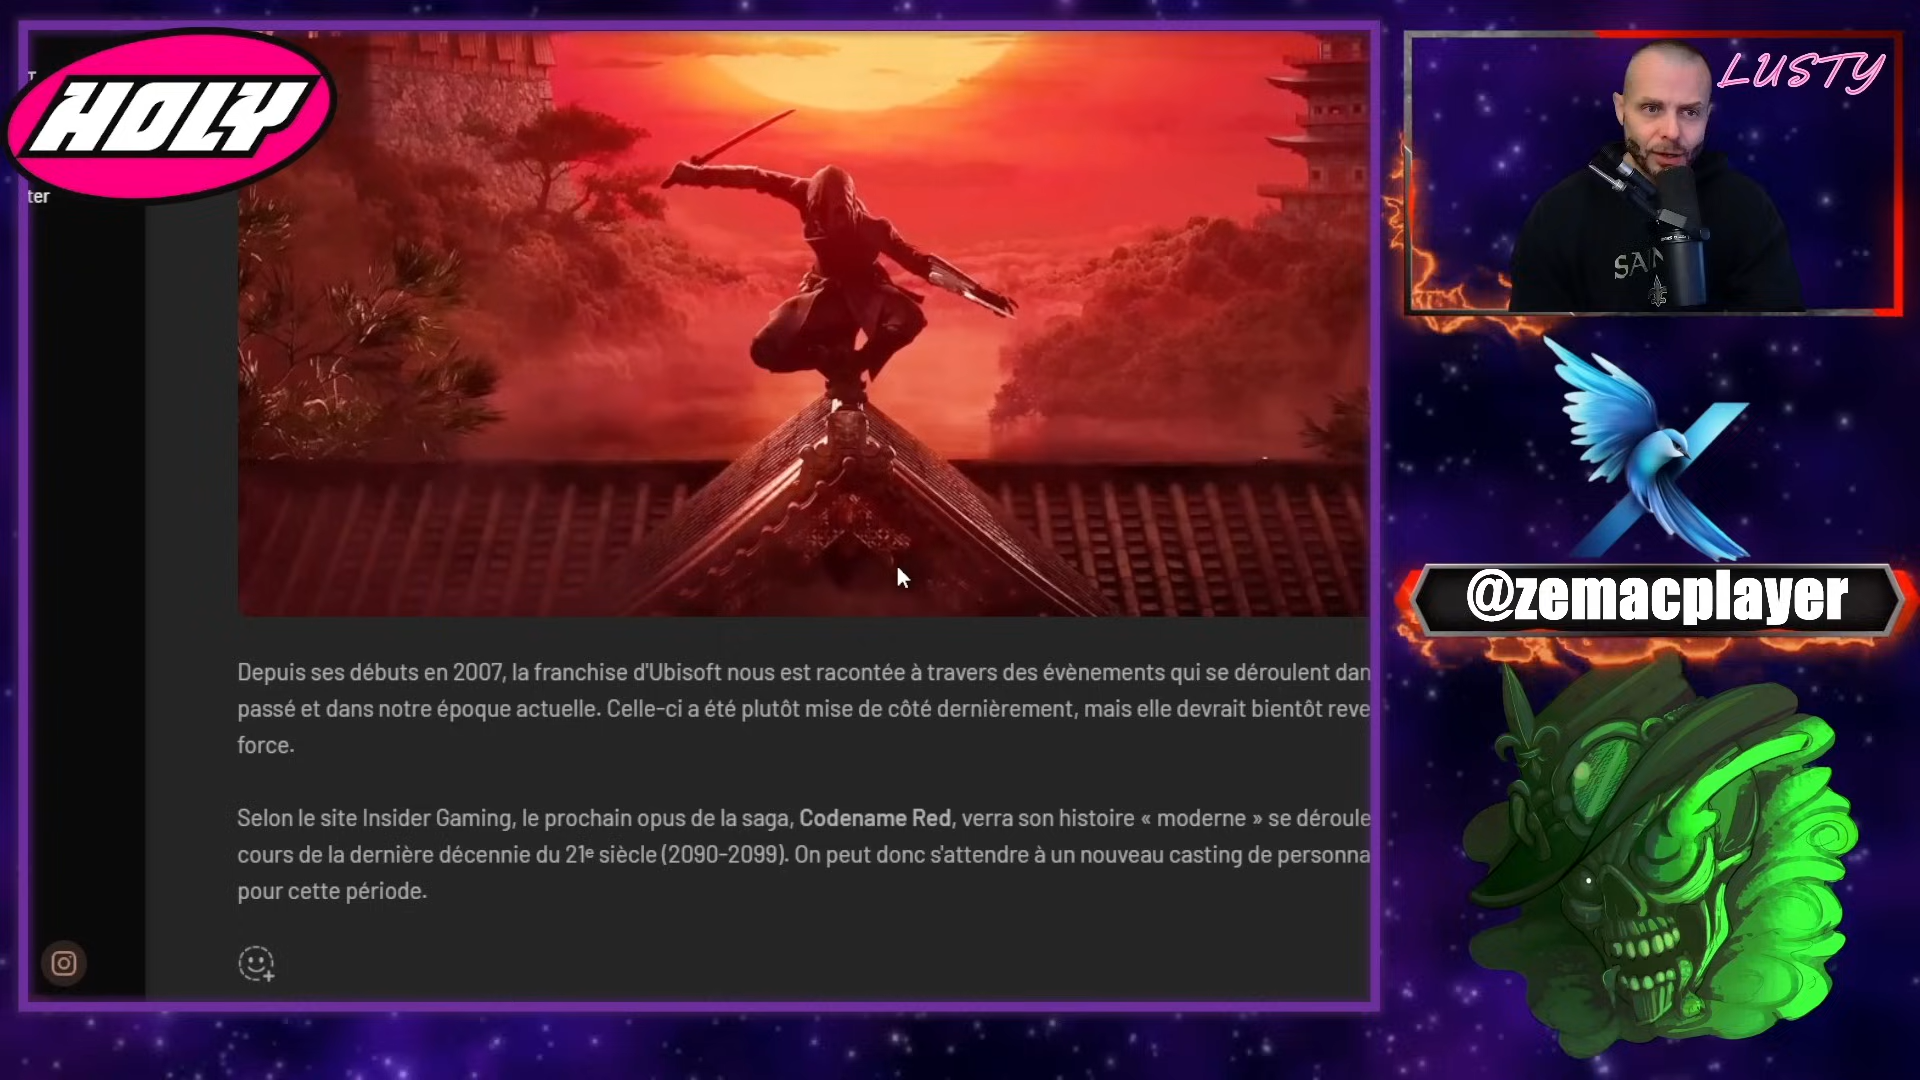 HOLY
ter
LUSTY
SAIN
@zemacplayer
Depuis ses débuts en 2007, la franchise d'Ubisoft nous est racontée à travers des évènements qui se déroulent dan
passé et dans notre époque actuelle. Celle-ci a été plutôt mise de côté dernièrement, mais elle devrait bientôt reve
force.
Selon le site Insider Gaming, le prochain opus de la saga, Codename Red, verra son histoire « moderne » se déroule
cours de la dernière décennie du 21e siècle (2090-2099). On peut donc s'attendre à un nouveau casting de personna
pour cette période.